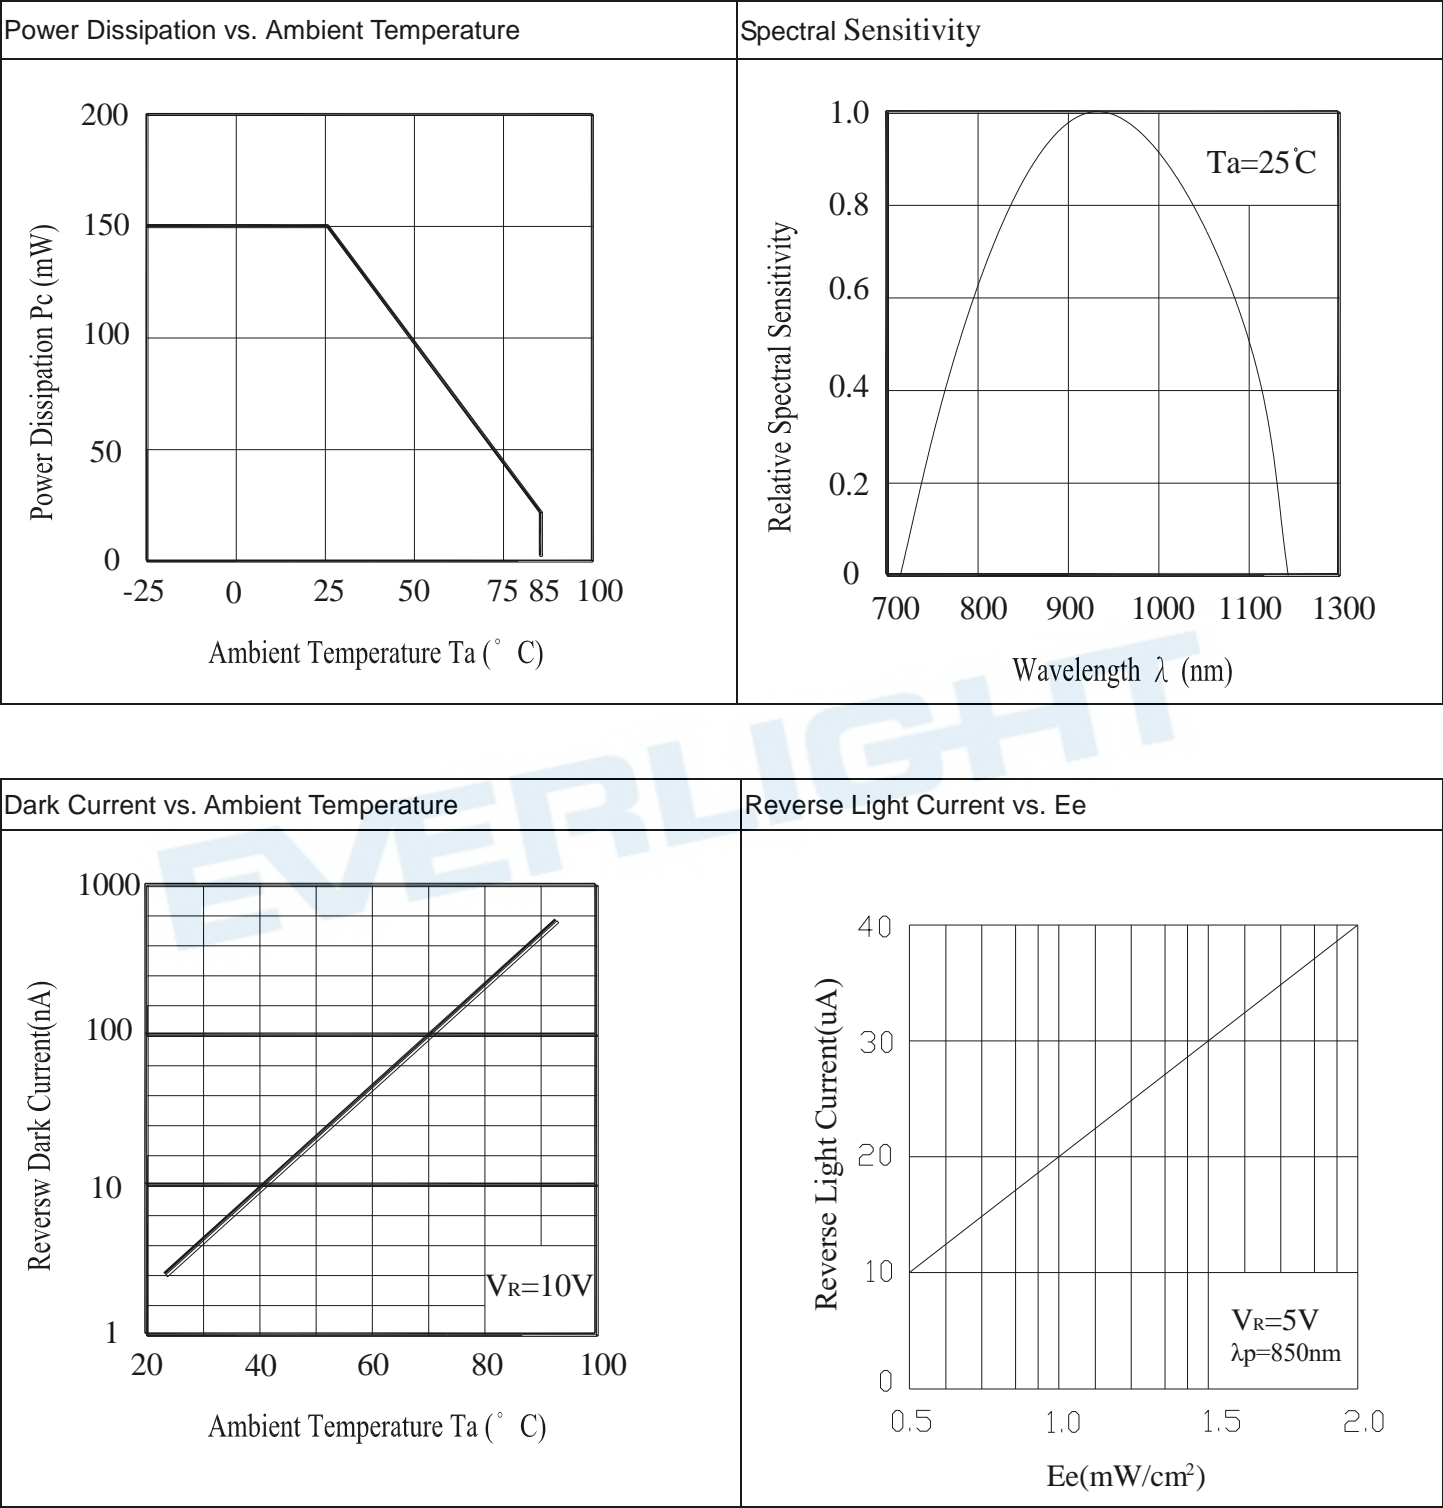 Power Dissipation vs. Ambient Temperature
Spectral Sensitivity
200
150
100
50
0
-25 0 25 50 75 85 100
Power Dissipation Pc (mW)
Ambient Temperature Ta (° C)
1.0
0.8
0.6
0.4
0.2
0
Ta=25℃
700 800 900 1000 1100 1300
Relative Spectral Sensitivity
Wavelength λ (nm)
EVERLIGHT
Dark Current vs. Ambient Temperature
Reverse Light Current vs. Ee
1000
100
10
1
VR=10V
20 40 60 80 100
Reversw Dark Current(nA)
Ambient Temperature Ta (° C)
40
30
20
10
0
VR=5V
λp=850nm
0.5 1.0 1.5 2.0
Reverse Light Current(uA)
Ee(mW/cm²)